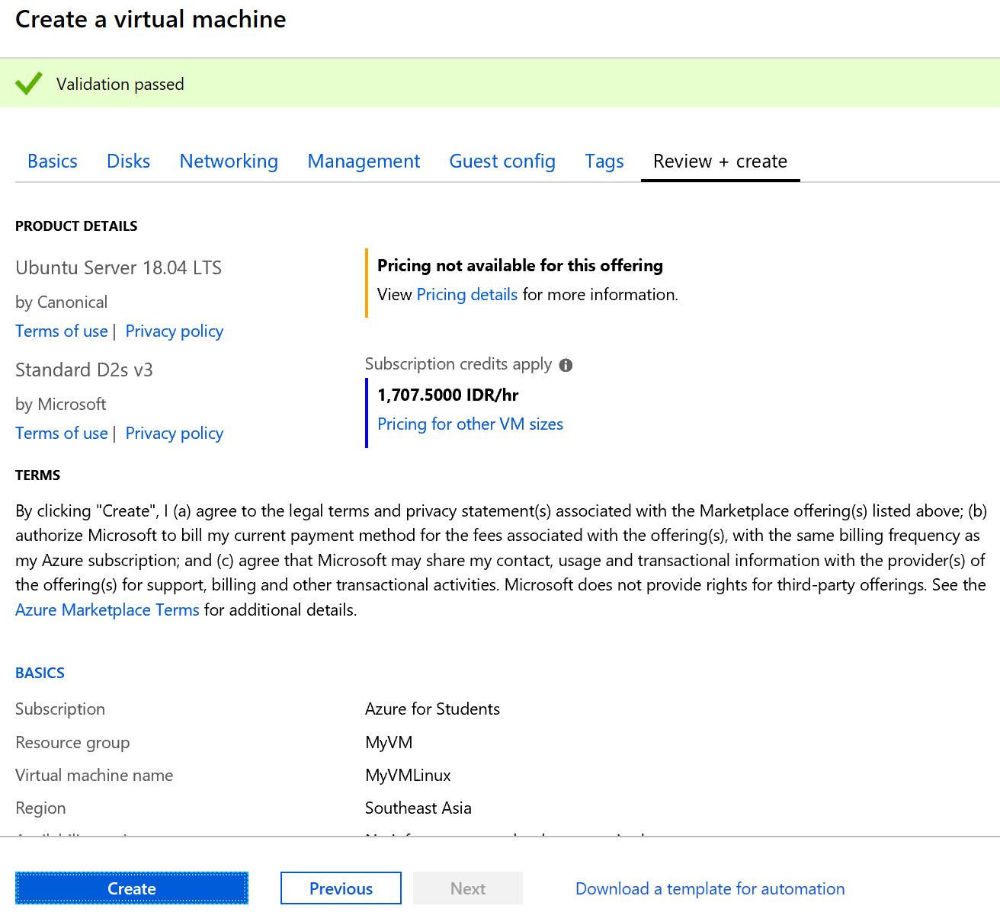 Create a virtual machine
Validation passed
Basics Disks Networking Management Guest config Tags Review + create
PRODUCT DETAILS
Ubuntu Server 18.04 LTS
by Canonical
Terms of use | Privacy policy
Pricing not available for this offering
View Pricing details for more information.
Standard D2s v3
by Microsoft
Terms of use | Privacy policy
Subscription credits apply
1,707.5000 IDR/hr
Pricing for other VM sizes
TERMS
By clicking "Create", I (a) agree to the legal terms and privacy statement(s) associated with the Marketplace offering(s) listed above; (b)
authorize Microsoft to bill my current payment method for the fees associated with the offering(s), with the same billing frequency as
my Azure subscription; and (c) agree that Microsoft may share my contact, usage and transactional information with the provider(s) of
the offering(s) for support, billing and other transactional activities. Microsoft does not provide rights for third-party offerings. See the
Azure Marketplace Terms for additional details.
BASICS
Subscription Azure for Students
Resource group MyVM
Virtual machine name MyVMLinux
Region Southeast Asia
Create Previous Next Download a template for automation